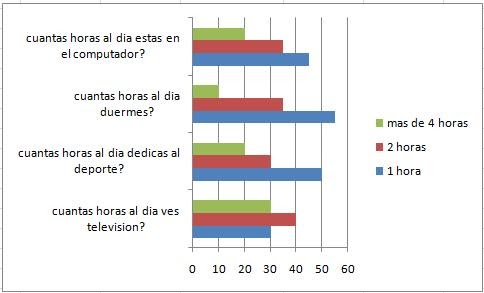 cuantas horas al dia estas en
el computador?
cuantas horas al dia
duermes?
cuantas horas al dia dedicas al
deporte?
cuantas horas al dia ves
television?
0 10 20 30 40 50 60
mas de 4 horas
2 horas
1 hora